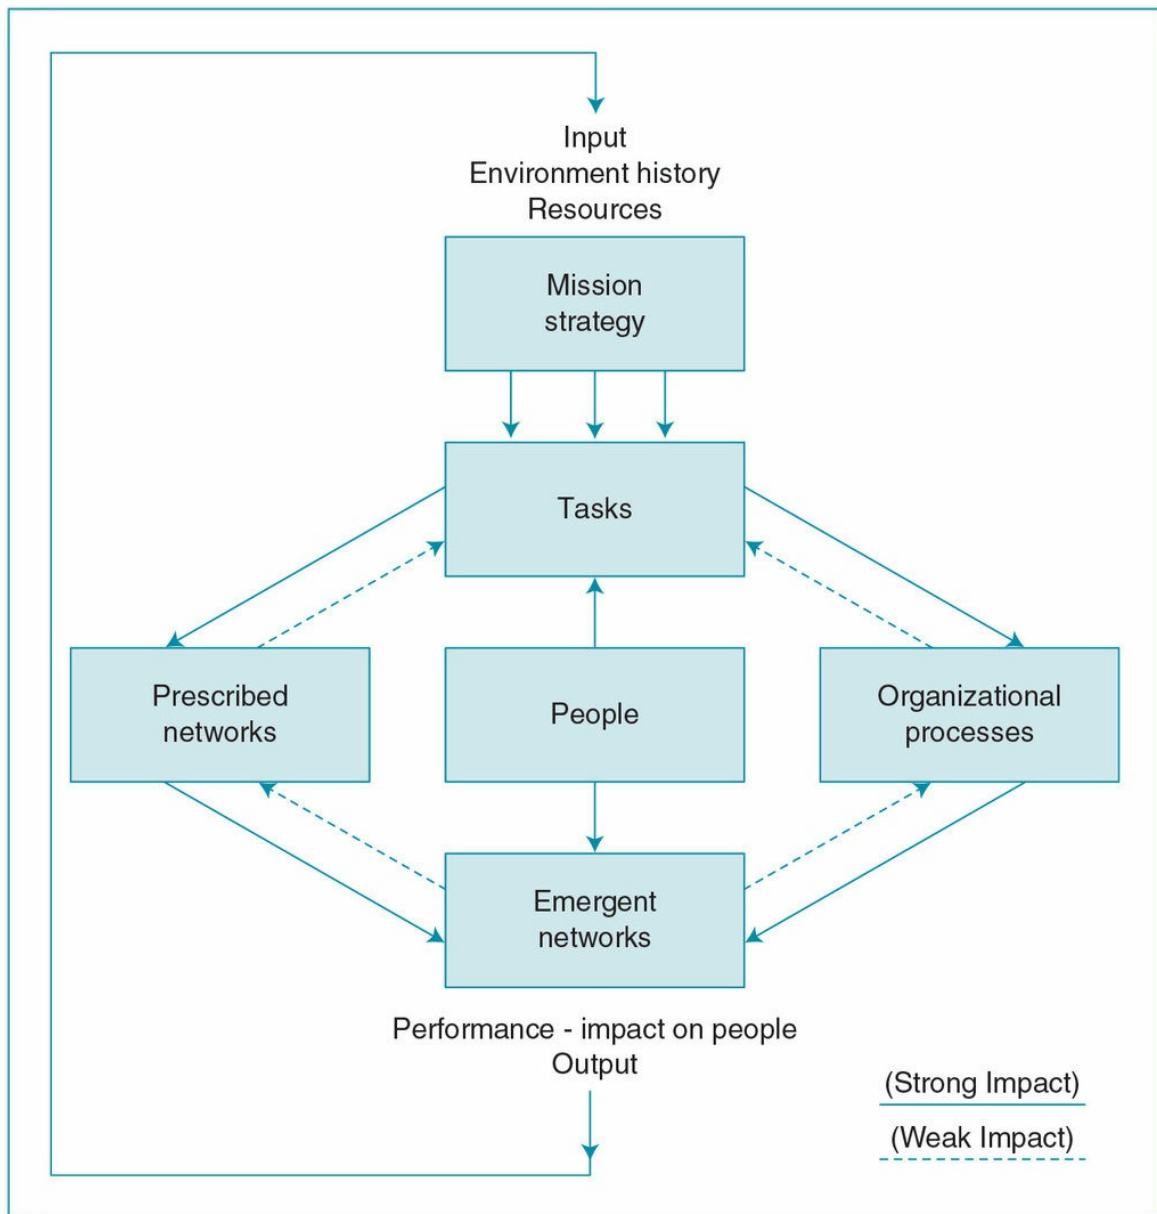 Input
Environment history
Resources
Mission
strategy
Tasks
Prescribed
networks
People
Organizational
processes
Emergent
networks
Performance - impact on people
Output
(Strong Impact)
(Weak Impact)